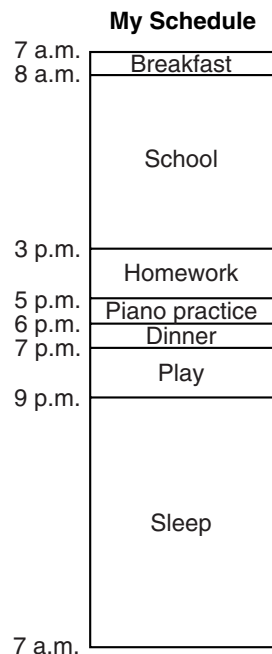 My Schedule
7 a.m.
Breakfast
8 a.m.
School
3 p.m.
Homework
5 p.m.
Piano practice
6 p.m.
Dinner
7 p.m.
Play
9 p.m.
Sleep
7 a.m.